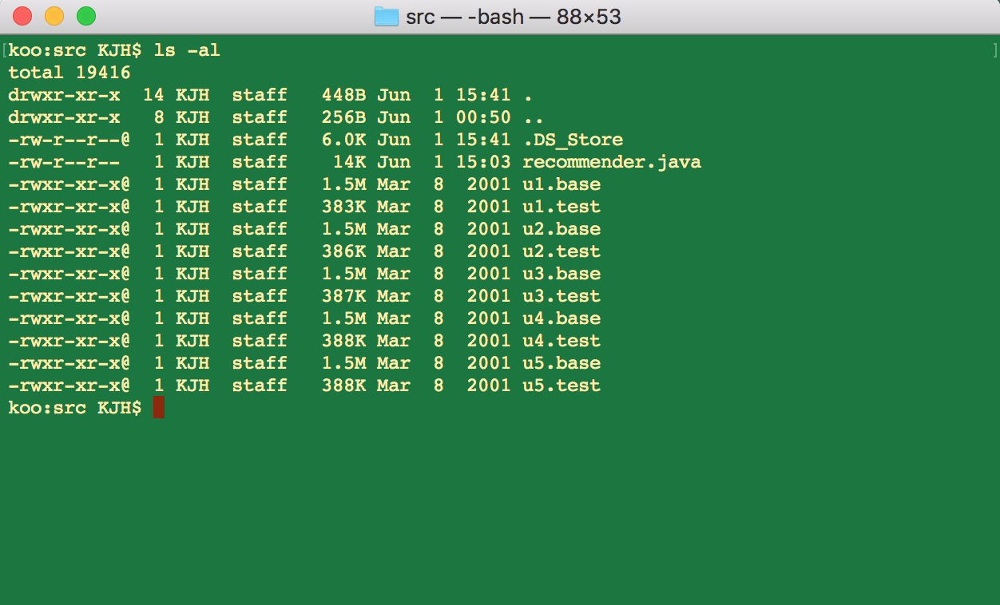 src — -bash — 88×53
koo:src KJH$ ls -al
total 19416
drwxr-xr-x  14 KJH  staff   448B Jun  1 15:41 .
drwxr-xr-x   8 KJH  staff   256B Jun  1 00:50 ..
-rw-r--r--@  1 KJH  staff   6.0K Jun  1 15:41 .DS_Store
-rw-r--r--   1 KJH  staff    14K Jun  1 15:03 recommender.java
-rwxr-xr-x@  1 KJH  staff   1.5M Mar  8  2001 u1.base
-rwxr-xr-x@  1 KJH  staff   383K Mar  8  2001 u1.test
-rwxr-xr-x@  1 KJH  staff   1.5M Mar  8  2001 u2.base
-rwxr-xr-x@  1 KJH  staff   386K Mar  8  2001 u2.test
-rwxr-xr-x@  1 KJH  staff   1.5M Mar  8  2001 u3.base
-rwxr-xr-x@  1 KJH  staff   387K Mar  8  2001 u3.test
-rwxr-xr-x@  1 KJH  staff   1.5M Mar  8  2001 u4.base
-rwxr-xr-x@  1 KJH  staff   388K Mar  8  2001 u4.test
-rwxr-xr-x@  1 KJH  staff   1.5M Mar  8  2001 u5.base
-rwxr-xr-x@  1 KJH  staff   388K Mar  8  2001 u5.test
koo:src KJH$